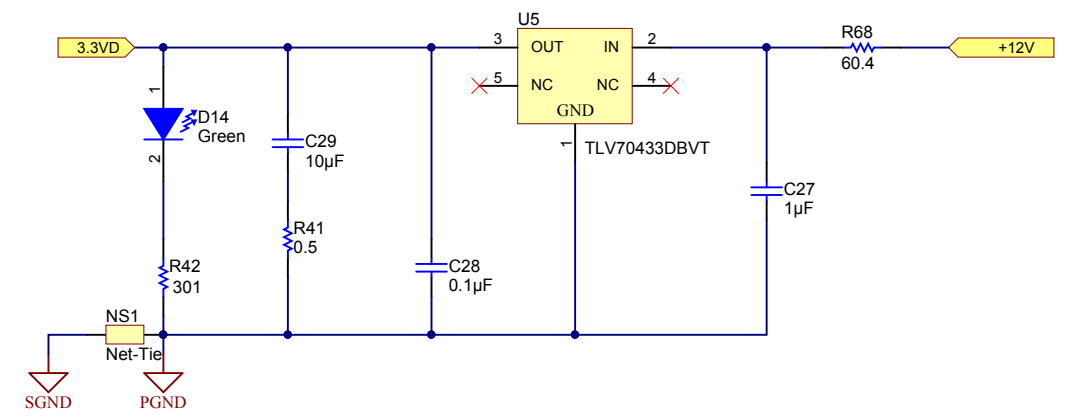 U5
3.3VD
3
OUT
IN
2
R68
60.4
+12V
5
NC
NC
4
GND
1
TLV70433DBVT
1
D14
Green
2
C29
10µF
C27
1µF
R41
0.5
R42
301
C28
0.1µF
NS1
Net-Tie
SGND
PGND